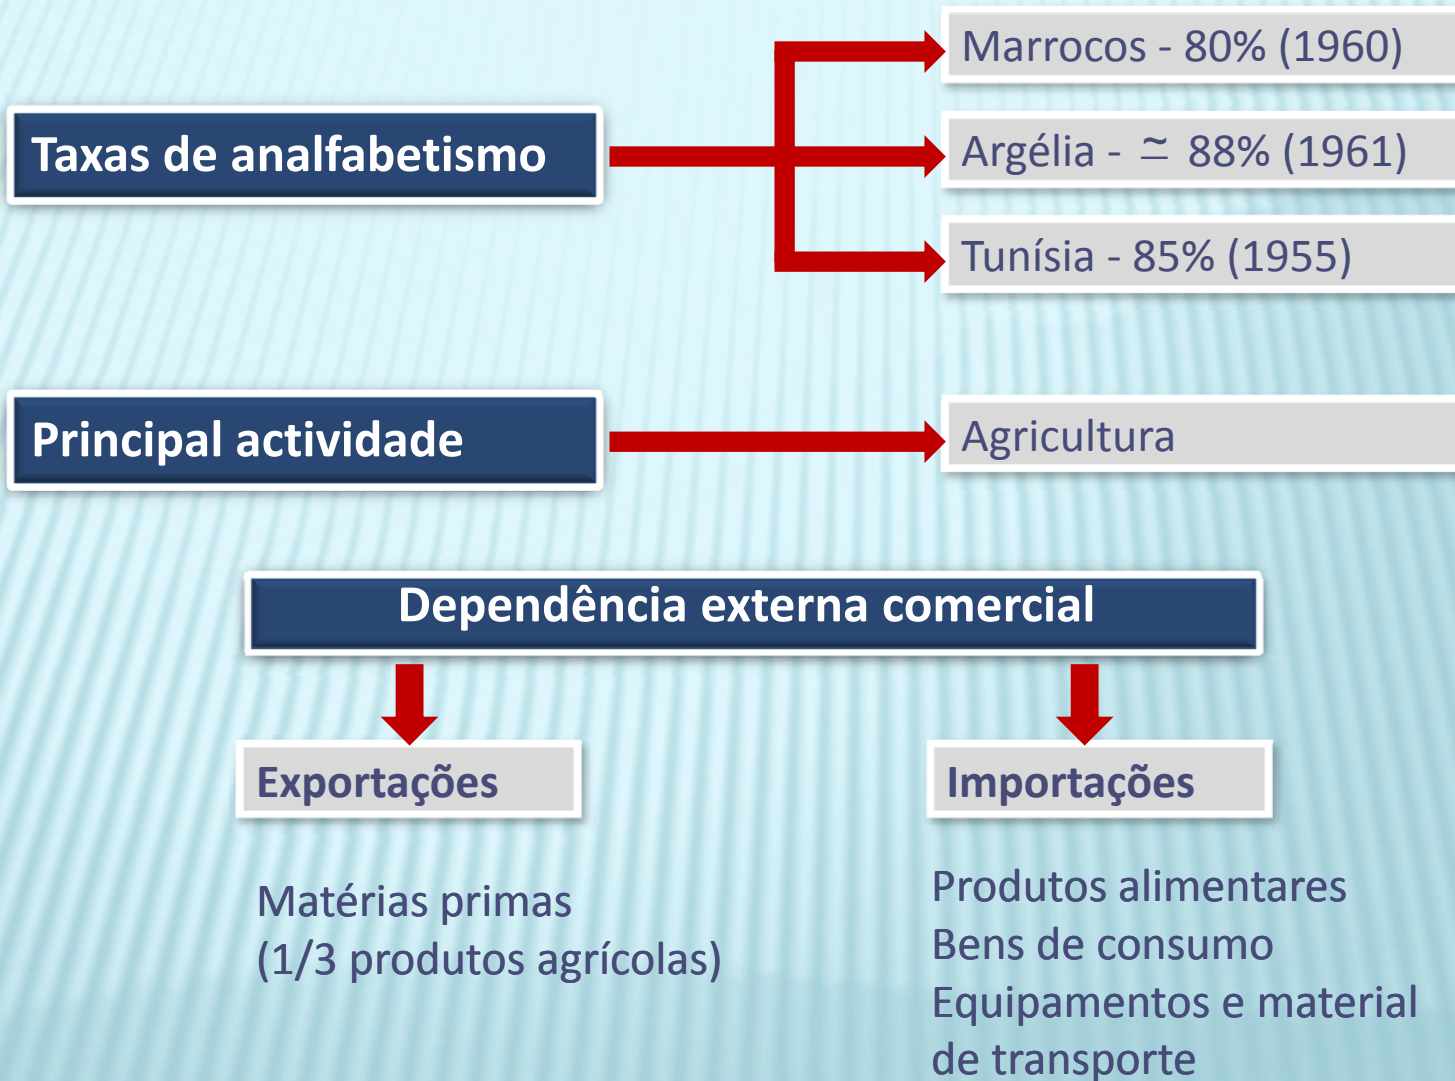 Taxas de analfabetismo
Marrocos - 80% (1960)
Argélia - ≃ 88% (1961)
Tunísia - 85% (1955)
Principal actividade
Agricultura
Dependência externa comercial
Exportações
Matérias primas
(1/3 produtos agrícolas)
Importações
Produtos alimentares
Bens de consumo
Equipamentos e material
de transporte